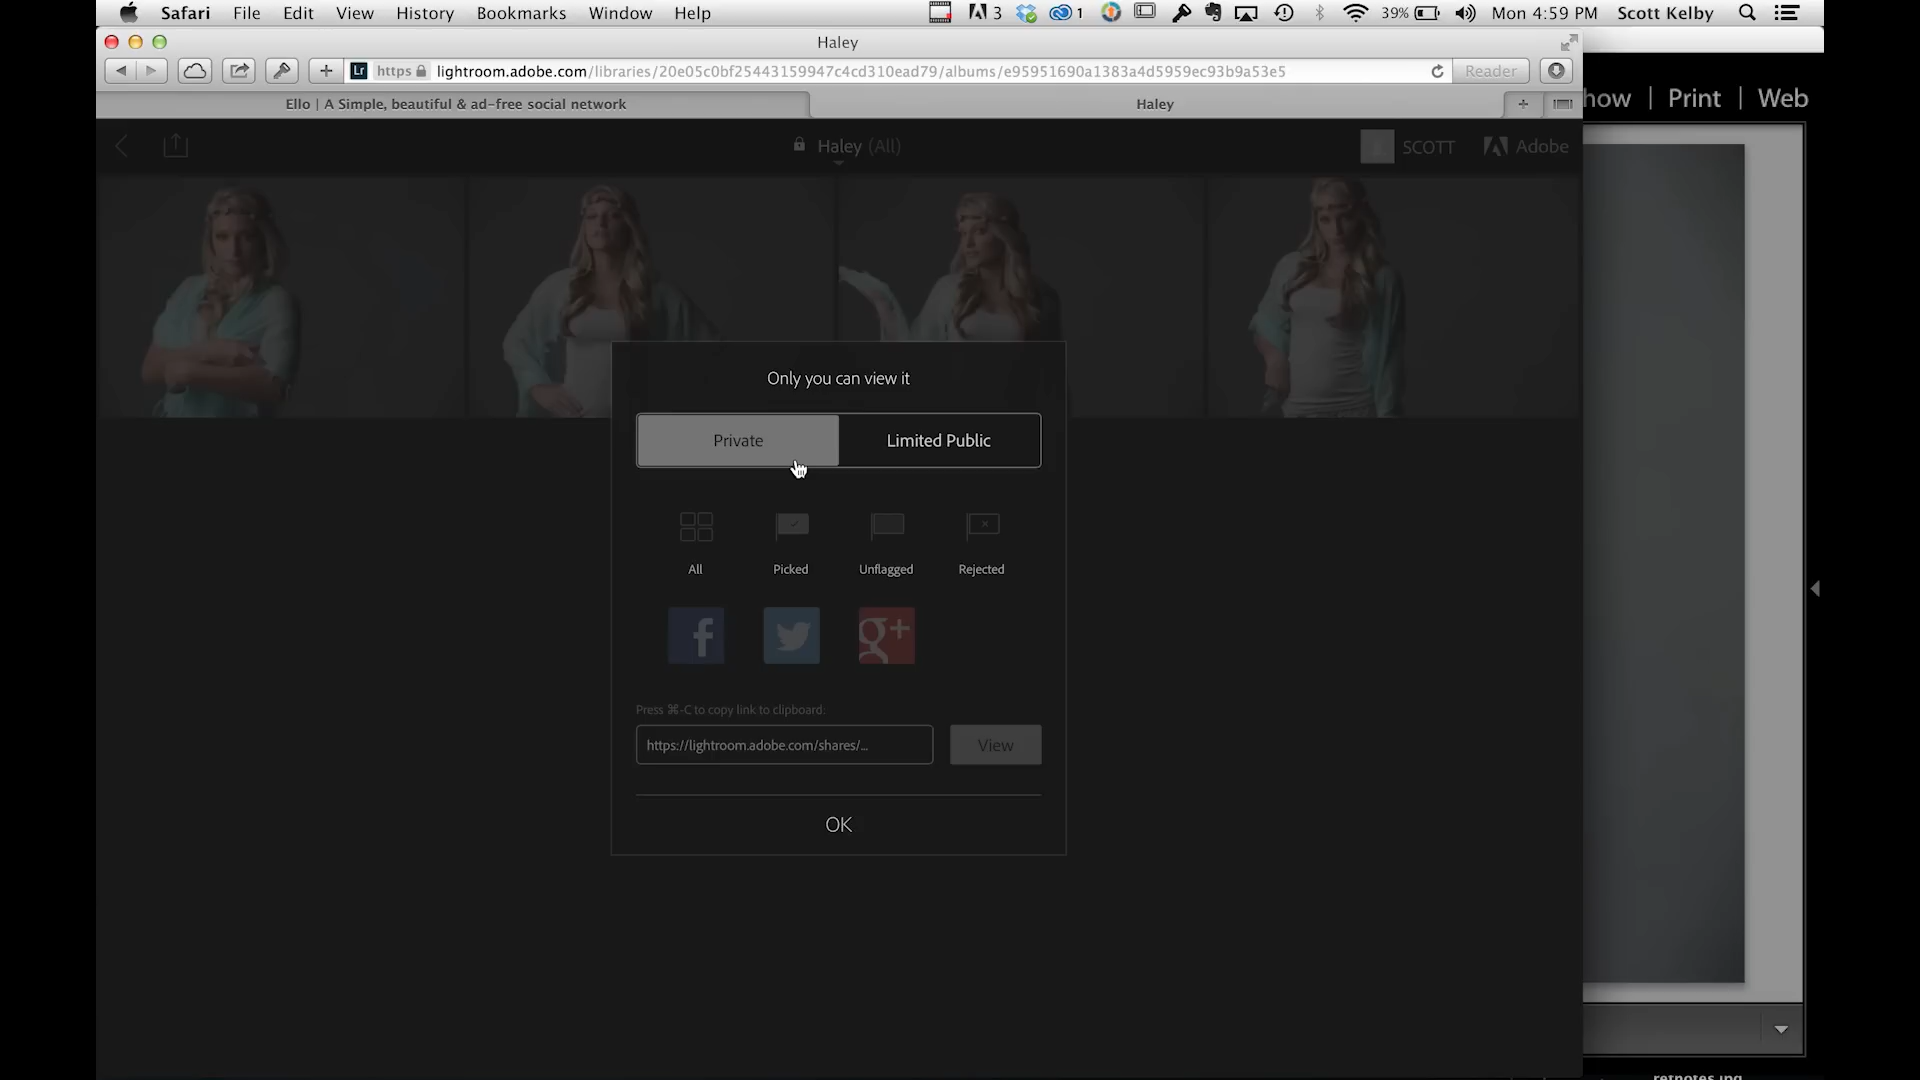 Safari File Edit View History Bookmarks Window Help 3 1 39% Mon 4:59 PM Scott Kelby
Haley
Lr https lightroom.adobe.com/libraries/20e05c0bf25443159947c4cd310ead79/albums/e95951690a1383a4d5959ec93b9a53e5 Reader
Ello | A Simple, beautiful & ad-free social network Haley
how | Print | Web
Haley (All) SCOTT Adobe
Only you can view it
Private Limited Public
All Picked Unflagged Rejected
f g+
Press ⌘-C to copy link to clipboard:
https://lightroom.adobe.com/shares/... View
OK